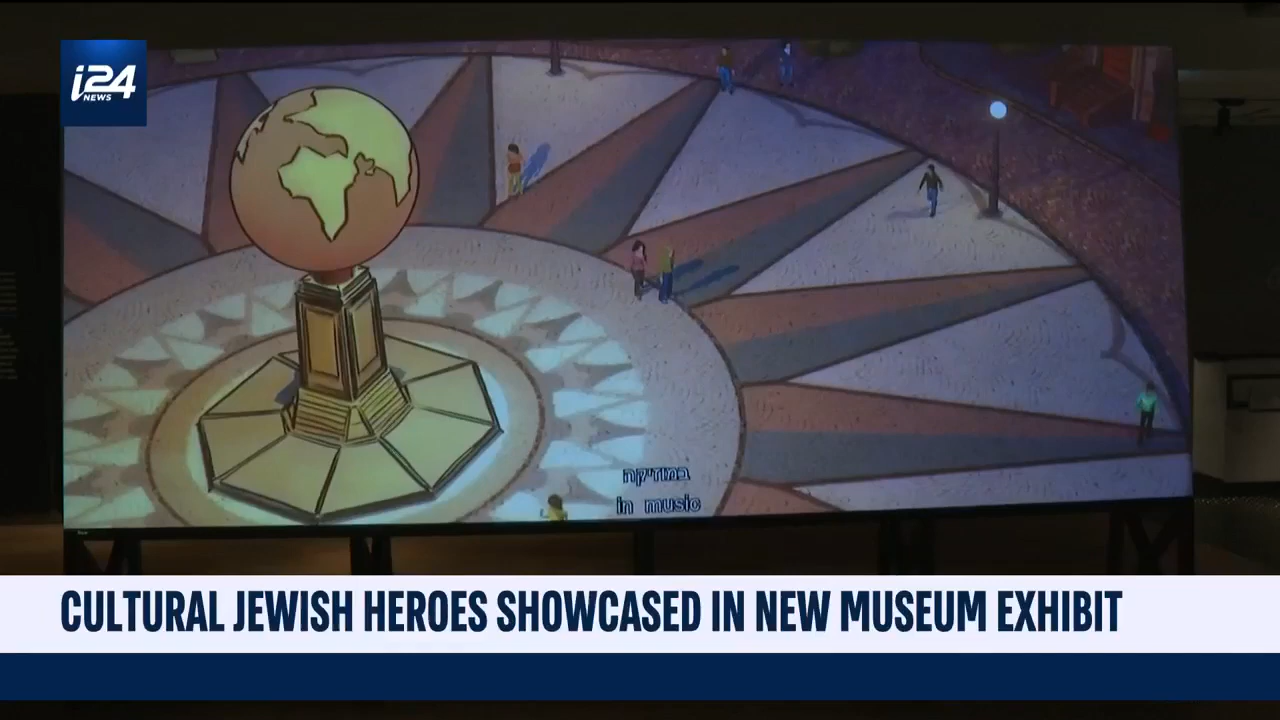 i24
NEWS
במוזיקה
in music
CULTURAL JEWISH HEROES SHOWCASED IN NEW MUSEUM EXHIBIT